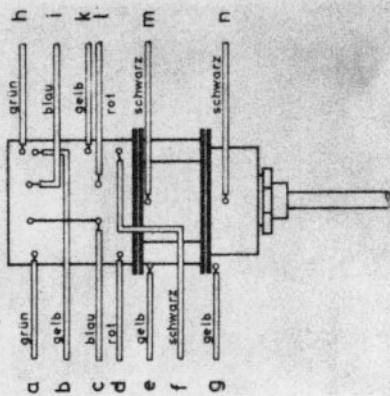 h i k l m n
grün blau gelb rot schwarz schwarz
grün gelb blau rot gelb schwarz gelb
a b c d e f g